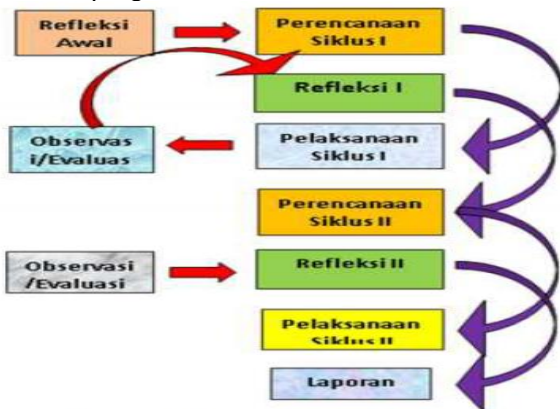 Refleksi
Awal
Perencanaan
Siklus I
Refleksi I
Observas
i/Evaluas
Pelaksanaan
Siklus I
Perencanaan
Siklus II
Observasi
/Evaluasi
Refleksi II
Pelaksanaan
Siklus II
Laporan